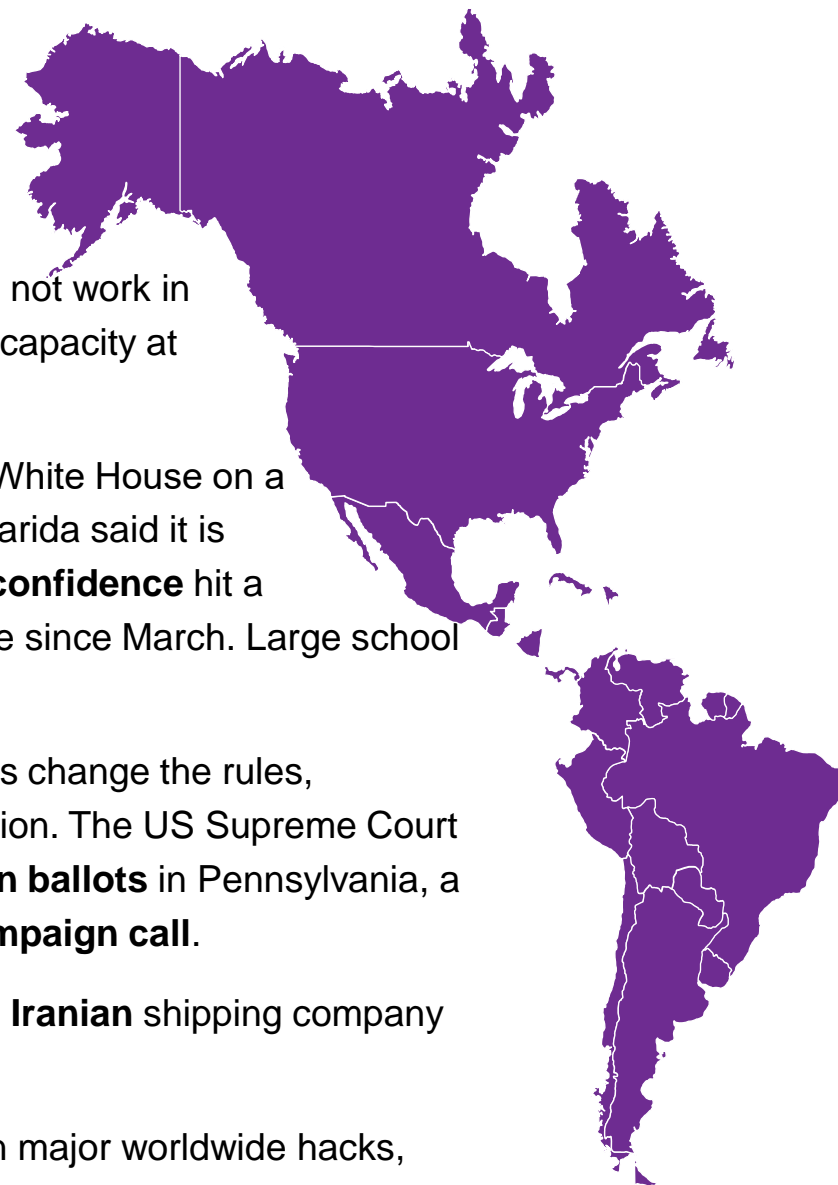 not work in
capacity at
White House on a
arida said it is
confidence hit a
e since March. Large school
s change the rules,
ion. The US Supreme Court
n ballots in Pennsylvania, a
mpaign call.
Iranian shipping company
n major worldwide hacks,